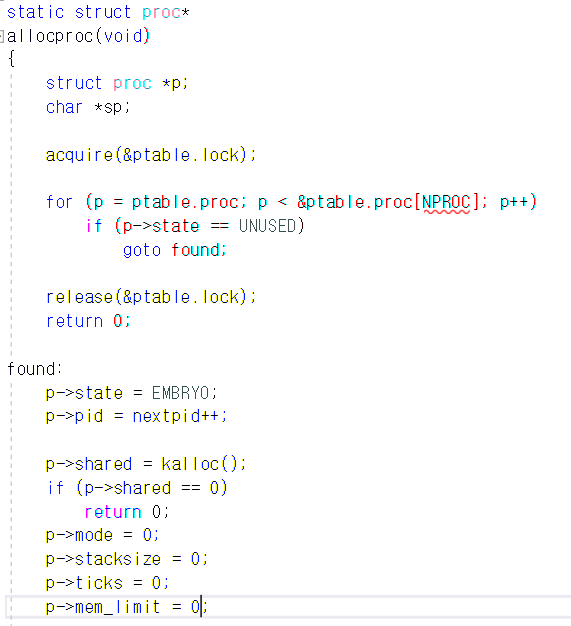 static struct proc*
allocproc(void)
{
    struct proc *p;
    char *sp;

    acquire(&ptable.lock);

    for (p = ptable.proc; p < &ptable.proc[NPROC]; p++)
        if (p->state == UNUSED)
            goto found;

    release(&ptable.lock);
    return 0;

found:
    p->state = EMBRYO;
    p->pid = nextpid++;

    p->shared = kalloc();
    if (p->shared == 0)
        return 0;
    p->mode = 0;
    p->stacksize = 0;
    p->ticks = 0;
    p->mem_limit = 0;